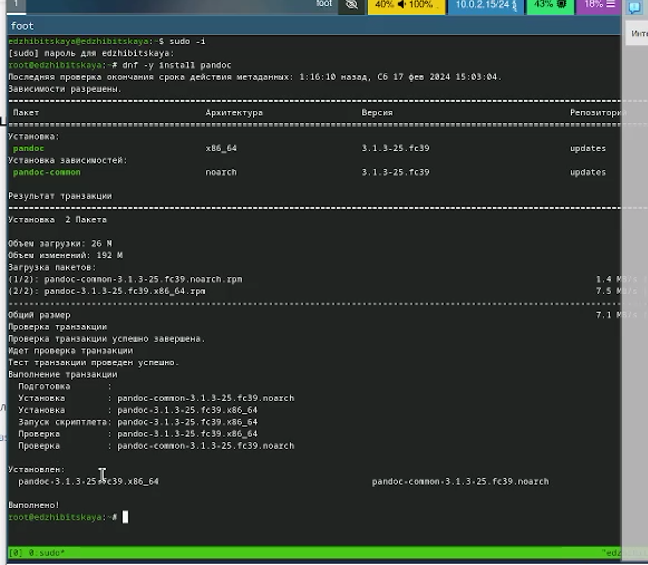 1 foot 40% 100% 10.0.2.15/24 43% 18%
foot
edzhibitskaya@edzhibitskaya:~$ sudo -i
[sudo] пароль для edzhibitskaya:
root@edzhibitskaya:~# dnf -y install pandoc
Последняя проверка окончания срока действия метаданных: 1:16:10 назад, Сб 17 фев 2024 15:03:04.
Зависимости разрешены.
Пакет Архитектура Версия Репозитори
Установка:
pandoc x86_64 3.1.3-25.fc39 updates
Установка зависимостей:
pandoc-common noarch 3.1.3-25.fc39 updates
Результат транзакции
Установка 2 Пакета
Объем загрузки: 26 M
Объем изменений: 192 M
Загрузка пакетов:
(1/2): pandoc-common-3.1.3-25.fc39.noarch.rpm 1.4 M
(2/2): pandoc-3.1.3-25.fc39.x86_64.rpm 7.5 M
Общий размер 7.1 M
Проверка транзакции
Проверка транзакции успешно завершена.
Идет проверка транзакции
Тест транзакции проведен успешно.
Выполнение транзакции
Подготовка :
Установка : pandoc-common-3.1.3-25.fc39.noarch
Установка : pandoc-3.1.3-25.fc39.x86_64
Запуск скриптлета: pandoc-3.1.3-25.fc39.x86_64
Проверка : pandoc-3.1.3-25.fc39.x86_64
Проверка : pandoc-common-3.1.3-25.fc39.noarch
Установлен:
pandoc-3.1.3-25.fc39.x86_64 pandoc-common-3.1.3-25.fc39.noarch
Выполнено!
root@edzhibitskaya:~#
[0] 0:sudo* "edz